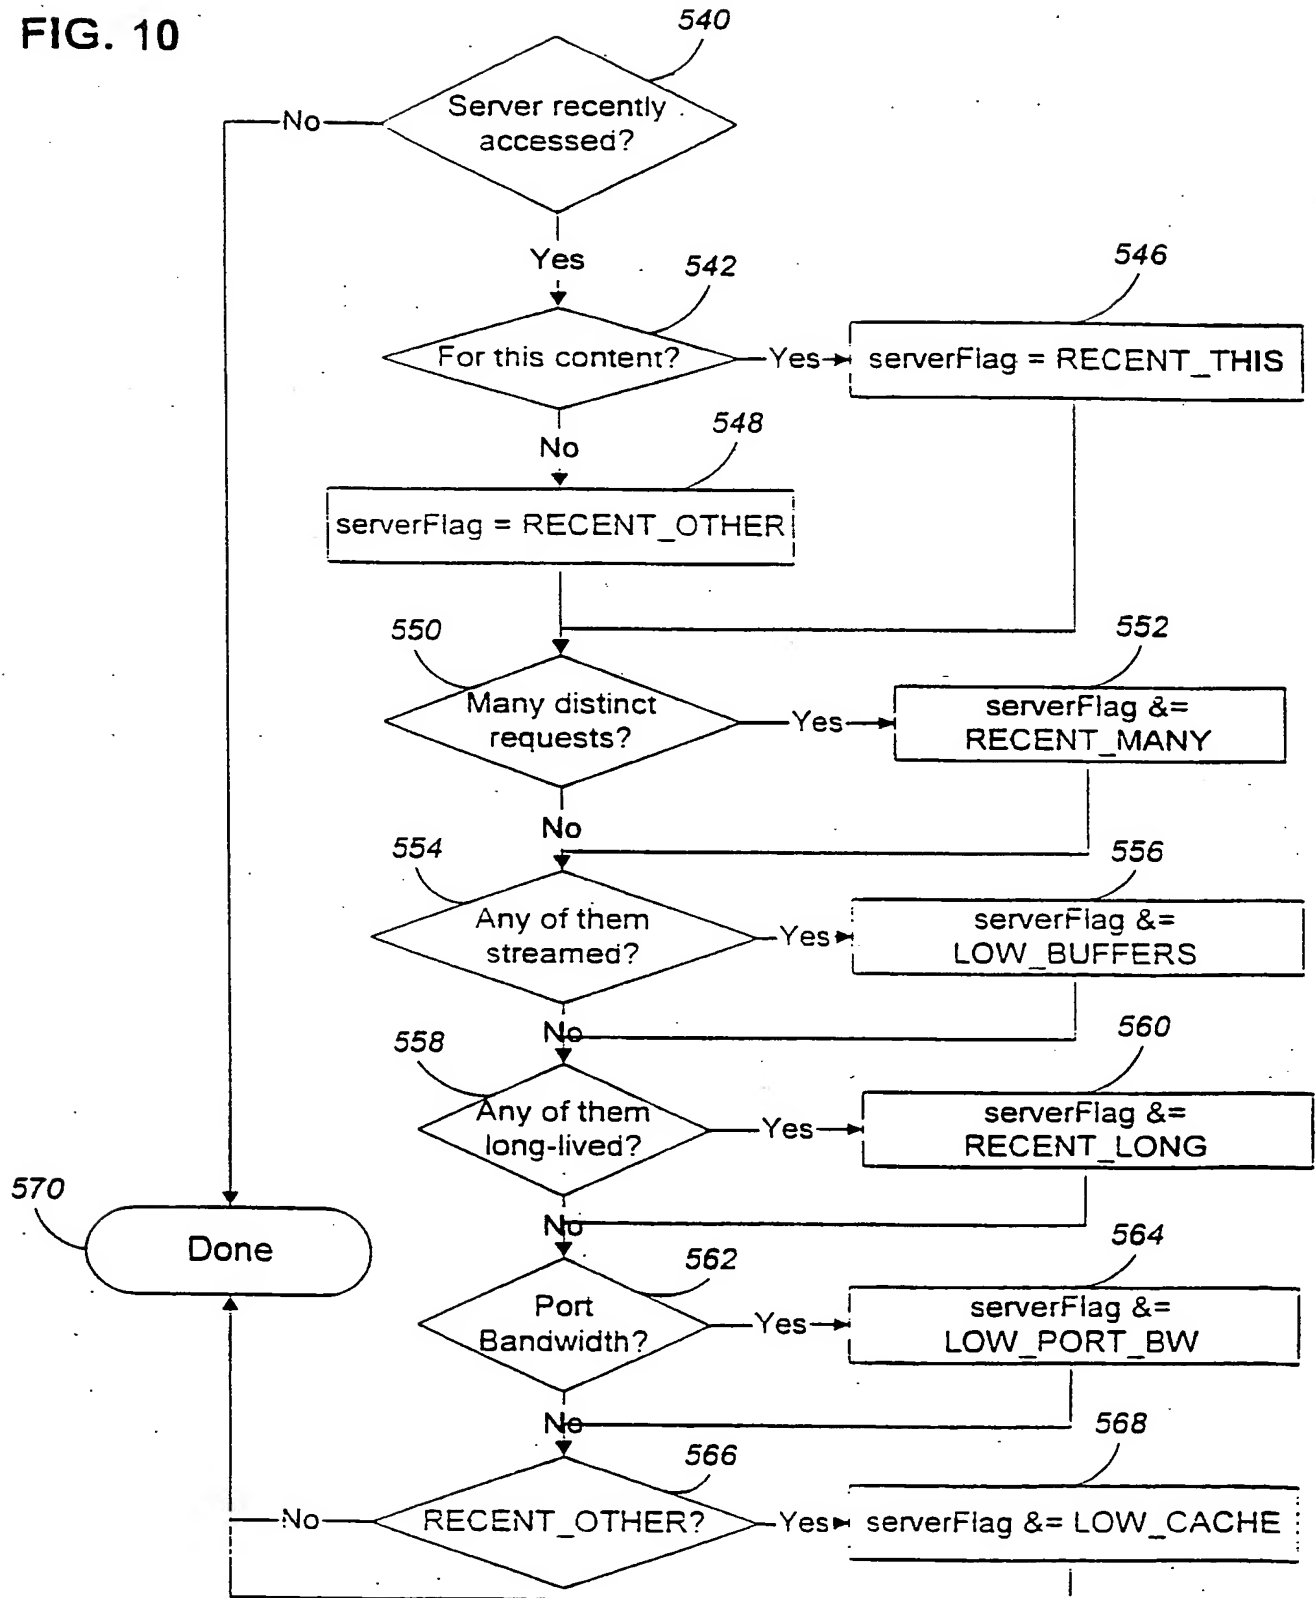 FIG. 10
540
Server recently
accessed?
No
Yes
542
For this content?
Yes
546
serverFlag = RECENT_THIS
No
548
serverFlag = RECENT_OTHER
550
Many distinct
requests?
Yes
552
serverFlag &=
RECENT_MANY
No
554
Any of them
streamed?
Yes
556
serverFlag &=
LOW_BUFFERS
No
558
Any of them
long-lived?
Yes
560
serverFlag &=
RECENT_LONG
No
570
Done
562
Port
Bandwidth?
Yes
564
serverFlag &=
LOW_PORT_BW
No
566
RECENT_OTHER?
No
Yes
568
serverFlag &= LOW_CACHE